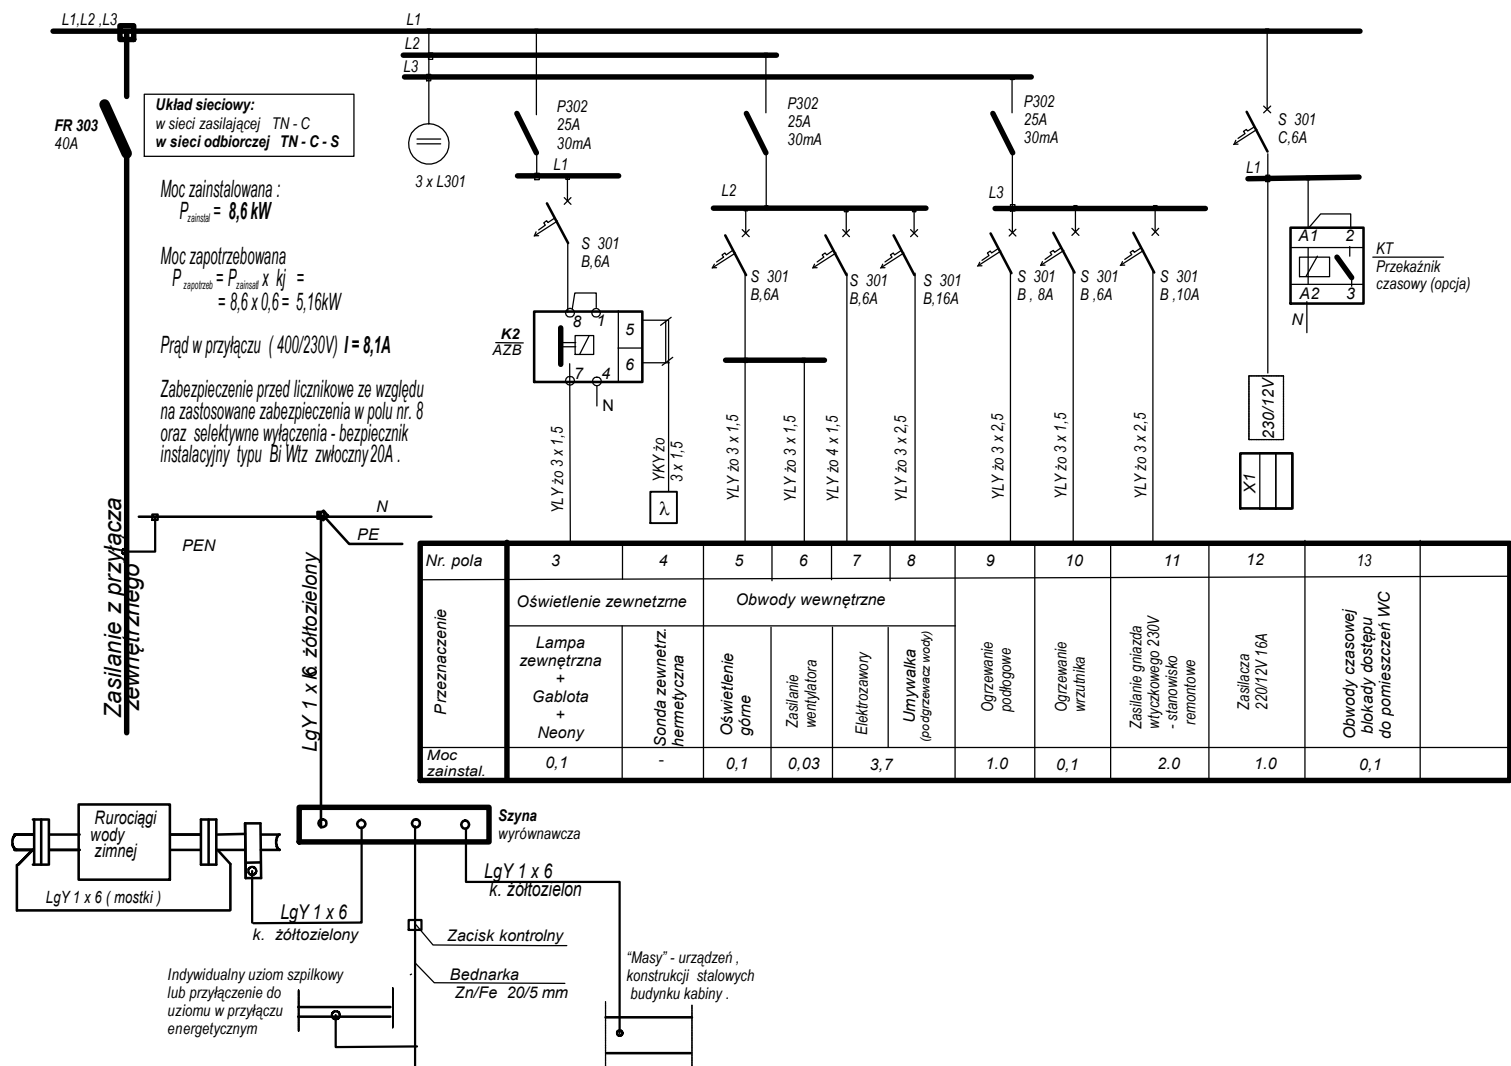 L1,L2 ,L3
L1
L2
L3
FR 303
40A
Układ sieciowy:
w sieci zasilającej TN - C
w sieci odbiorczej TN - C - S
Moc zainstalowana :
P zainstal = 8,6 kW
Moc zapotrzebowana
P zapotrzeb = P zainsatl x kj =
= 8,6 x 0,6 = 5,16kW
Prąd w przyłączu ( 400/230V) I = 8,1A
Zabezpieczenie przed licznikowe ze względu
na zastosowane zabezpieczenia w polu nr. 8
oraz selektywne wyłączenia - bezpiecznik
instalacyjny typu Bi Wtz zwłoczny 20A .
3 x L301
P302
25A
30mA
L1
S 301
B,6A
K2
AZB
8
1
5
6
7
4
N
YLY żo 3 x 1,5
YKY żo
3 x 1,5
λ
P302
25A
30mA
L2
S 301
B,6A
S 301
B,6A
S 301
B,16A
YLY żo 3 x 1,5
YLY żo 3 x 1,5
YLY żo 4 x 1,5
YLY żo 3 x 2,5
P302
25A
30mA
L3
S 301
B , 8A
S 301
B ,6A
S 301
B ,10A
YLY żo 3 x 2,5
YLY żo 3 x 1,5
YLY żo 3 x 2,5
S 301
C,6A
L1
A1
2
A2
3
N
KT
Przekaźnik
czasowy (opcja)
230/12V
X1
Zasilanie z przyłącza
zewnętrznego
PEN
N
PE
LgY 1 x 6
k. żółtozielony
Nr. pola
3
4
5
6
7
8
9
10
11
12
13
Przeznaczenie
Oświetlenie zewnetzrne
Obwody wewnętrzne
Lampa
zewnętrzna
+
Gablota
+
Neony
Sonda zewnetrz.
hermetyczna
Oświetlenie
górne
Zasilanie
wentylatora
Elektrozawory
Umywalka
(podgrzewacz wody)
Ogrzewanie
podłogowe
Ogrzewanie
wrzutnika
Zasilanie gniazda
wtyczkowego 230V
- stanowisko
remontowe
Zasilacza
220/12V 16A
Obwody czasowej
blokady dostępu
do pomieszczeń WC
Moc
zainstal.
0,1
-
0,1
0,03
3,7
1.0
0,1
2.0
1.0
0,1
Szyna
wyrównawcza
Rurociągi
wody
zimnej
LgY 1 x 6 ( mostki )
LgY 1 x 6
k. żółtozielony
LgY 1 x 6
k. żółtozielon
Zacisk kontrolny
Bednarka
Zn/Fe 20/5 mm
Indywidualny uziom szpilkowy
lub przyłączenie do
uziomu w przyłączu
energetycznym
“Masy” - urządzeń ,
konstrukcji stalowych
budynku kabiny .